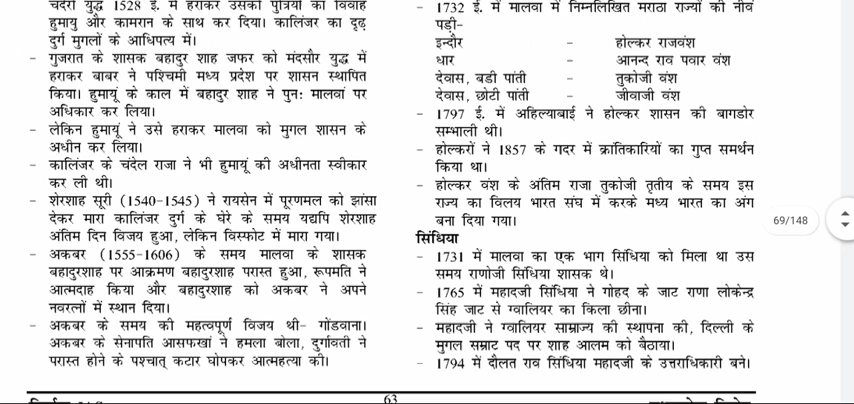 चंदेरी युद्ध 1528 ई. में हराकर उसकी पुत्रियों का विवाह
हुमायु और कामरान के साथ कर दिया। कालिंजर का दृढ़
दुर्ग मुगलों के आधिपत्य में।
- गुजरात के शासक बहादुर शाह जफर को मंदसौर युद्ध में
हराकर बाबर ने पश्चिमी मध्य प्रदेश पर शासन स्थापित
किया। हुमायूं के काल में बहादुर शाह ने पुन: मालवां पर
अधिकार कर लिया।
- लेकिन हुमायूं ने उसे हराकर मालवा को मुगल शासन के
अधीन कर लिया।
- कालिंजर के चंदेल राजा ने भी हुमायूं की अधीनता स्वीकार
कर ली थी।
- शेरशाह सूरी (1540-1545) ने रायसेन में पूरणमल को झांसा
देकर मारा कालिंजर दुर्ग के घेरे के समय यद्यपि शेरशाह
अंतिम दिन विजय हुआ, लेकिन विस्फोट में मारा गया।
- अकबर (1555-1606) के समय मालवा के शासक
बहादुरशाह पर आक्रमण बहादुरशाह परास्त हुआ, रूपमति ने
आत्मदाह किया और बहादुरशाह को अकबर ने अपने
नवरत्नों में स्थान दिया।
- अकबर के समय की महत्वपूर्ण विजय थी- गोंडवाना।
अकबर के सेनापति आसफखां ने हमला बोला, दुर्गावती ने
परास्त होने के पश्चात् कटार घोपकर आत्महत्या की।
- 1732 ई. में मालवा में निम्नलिखित मराठा राज्यों की नींव
पड़ी-
इन्दौर - होल्कर राजवंश
धार - आनन्द राव पवार वंश
देवास, बडी पांती - तुकोजी वंश
देवास, छोटी पांती - जीवाजी वंश
- 1797 ई. में अहिल्याबाई ने होल्कर शासन की बागडोर
सम्भाली थी।
- होल्करों ने 1857 के गदर में क्रांतिकारियों का गुप्त समर्थन
किया था।
- होल्कर वंश के अंतिम राजा तुकोजी तृतीय के समय इस
राज्य का विलय भारत संघ में करके मध्य भारत का अंग
बना दिया गया।
सिंधिया
- 1731 में मालवा का एक भाग सिंधिया को मिला था उस
समय राणोजी सिंधिया शासक थे।
- 1765 में महादजी सिंधिया ने गोहद के जाट राणा लोकेन्द्र
सिंह जाट से ग्वालियर का किला छीना।
- महादजी ने ग्वालियर साम्राज्य की स्थापना की, दिल्ली के
मुगल सम्राट पद पर शाह आलम को बैठाया।
- 1794 में दौलत राव सिंधिया महादजी के उत्तराधिकारी बने।
69/148
63